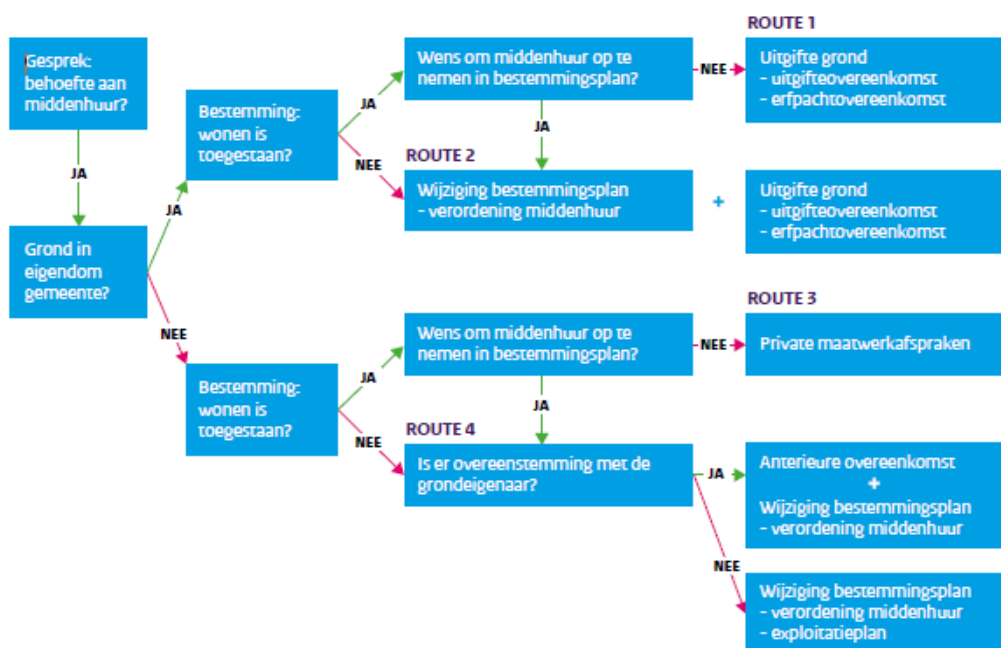 Gesprek:
behoefte aan
middenhuur?
JA
Grond in
eigendom
gemeente?
JA
NEE
Bestemming:
wonen is
toegestaan?
JA
NEE
Wens om middenhuur op te
nemen in bestemmingsplan?
NEE
JA
ROUTE 1
Uitgifte grond
- uitgifteovereenkomst
- erfpachtovereenkomst
ROUTE 2
Wijziging bestemmingsplan
- verordening middenhuur
+
Uitgifte grond
- uitgifteovereenkomst
- erfpachtovereenkomst
Bestemming:
wonen is
toegestaan?
JA
NEE
Wens om middenhuur op te
nemen in bestemmingsplan?
NEE
JA
ROUTE 3
Private maatwerkafspraken
ROUTE 4
Is er overeenstemming met de
grondeigenaar?
JA
NEE
Anterieure overeenkomst
+
Wijziging bestemmingsplan
- verordening middenhuur
Wijziging bestemmingsplan
- verordening middenhuur
- exploitatieplan